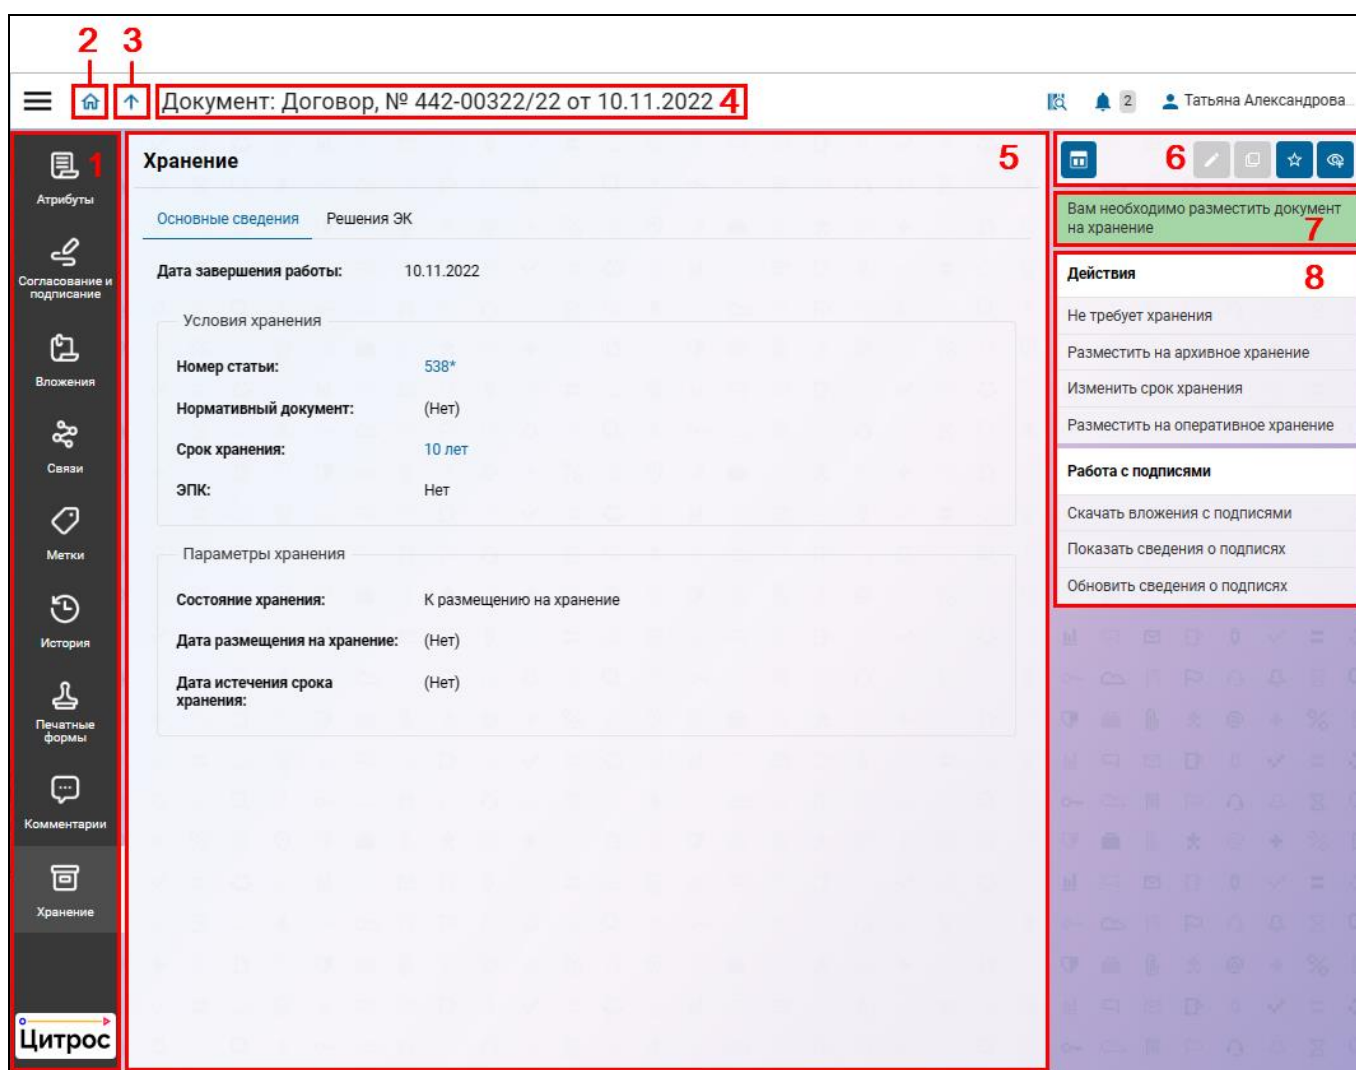 2 3
Документ: Договор, № 442-00322/22 от 10.11.2022 4
2 Татьяна Александрова...
1
Атрибуты
Согласование и
подписание
Вложения
Связи
Метки
История
Печатные
формы
Комментарии
Хранение
Цитрос
Хранение 5
Основные сведения Решения ЭК
Дата завершения работы: 10.11.2022
Условия хранения
Номер статьи: 538*
Нормативный документ: (Нет)
Срок хранения: 10 лет
ЭПК: Нет
Параметры хранения
Состояние хранения: К размещению на хранение
Дата размещения на хранение: (Нет)
Дата истечения срока (Нет)
хранения:
6
Вам необходимо разместить документ
на хранение 7
Действия 8
Не требует хранения
Разместить на архивное хранение
Изменить срок хранения
Разместить на оперативное хранение
Работа с подписями
Скачать вложения с подписями
Показать сведения о подписях
Обновить сведения о подписях